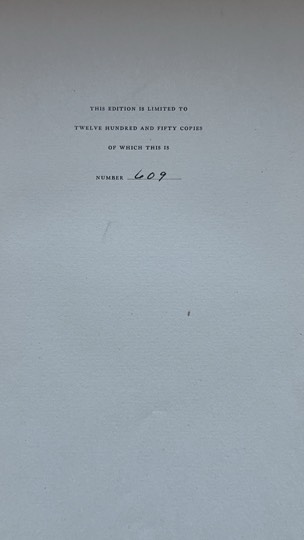 THIS EDITION IS LIMITED TO
TWELVE HUNDRED AND FIFTY COPIES
OF WHICH THIS IS
NUMBER 609